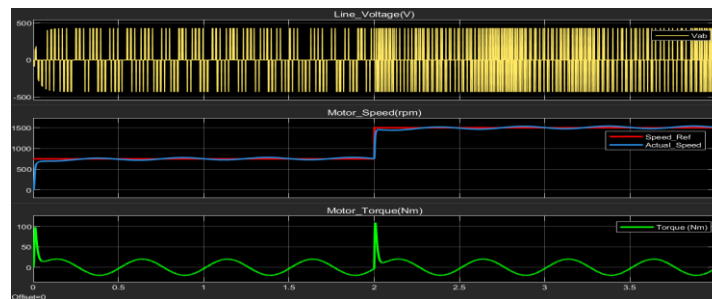 Line_Voltage(V)
500
0
-500
Vab
Motor_Speed(rpm)
1500
1000
500
0
Speed_Ref
Actual_Speed
Motor_Torque(Nm)
100
50
0
Torque (Nm)
0
0.5
1
1.5
2
2.5
3
3.5
Offset=0